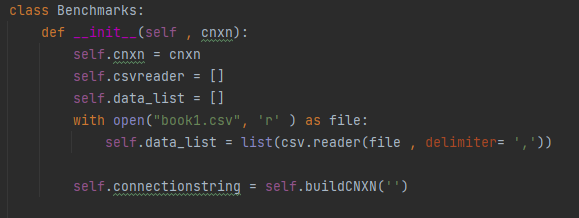 class Benchmarks:
    def __init__(self , cnxn):
        self.cnxn = cnxn
        self.csvreader = []
        self.data_list = []
        with open("book1.csv", 'r' ) as file:
            self.data_list = list(csv.reader(file , delimiter= ','))
        self.connectionstring = self.buildCNXN('')